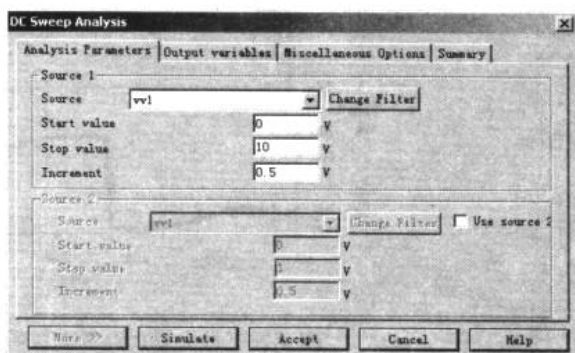 DC Sweep Analysis
Analysis Parameters Output variables Miscellaneous Options Summary
Source 1
Source vv1 Change Filter
Start value 0 V
Stop value 10 V
Increment 0.5 V
Source 2
Source vv1 Change Filter Use source 2
Start value 0 V
Stop value 1 V
Increment 0.5 V
More >> Simulate Accept Cancel Help